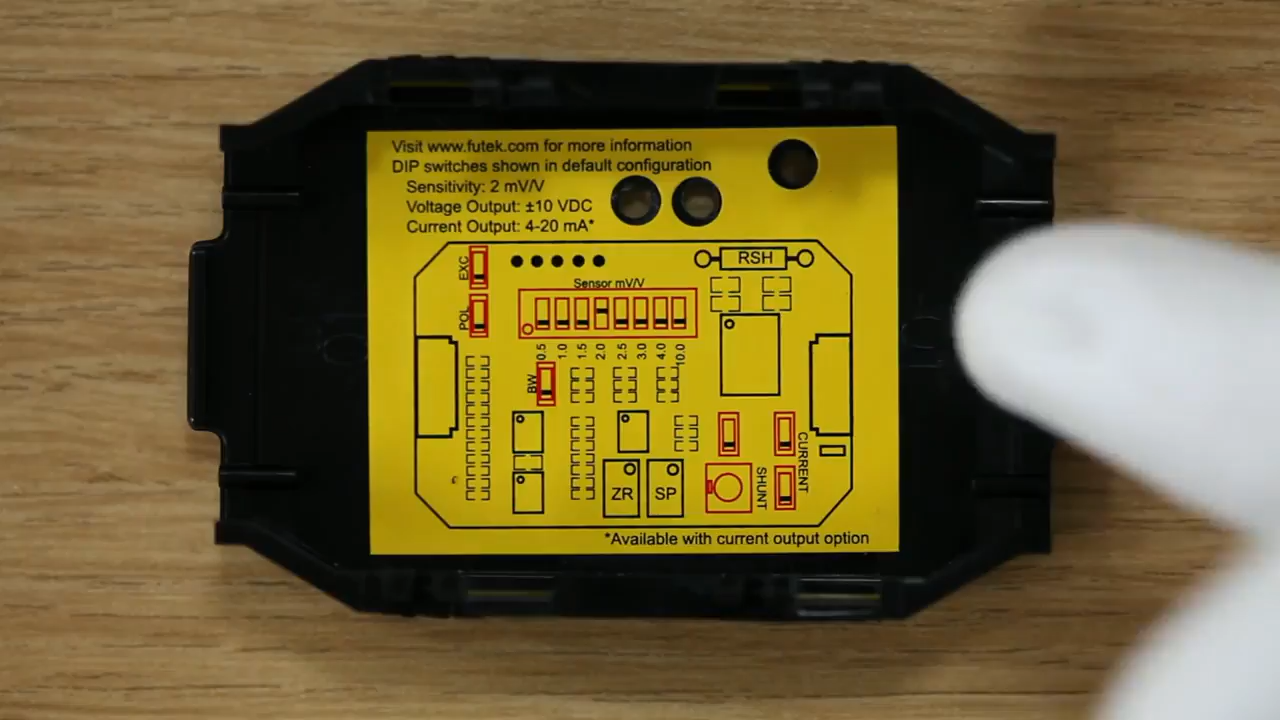 Visit www.futek.com for more information
DIP switches shown in default configuration
Sensitivity: 2 mV/V
Voltage Output: ±10 VDC
Current Output: 4-20 mA*
EXC
RSH
Sensor mV/V
POL
0.5 1.0 1.5 2.0 2.5 3.0 4.0 10.0
BW
CURRENT
ZR SP SHUNT
*Available with current output option